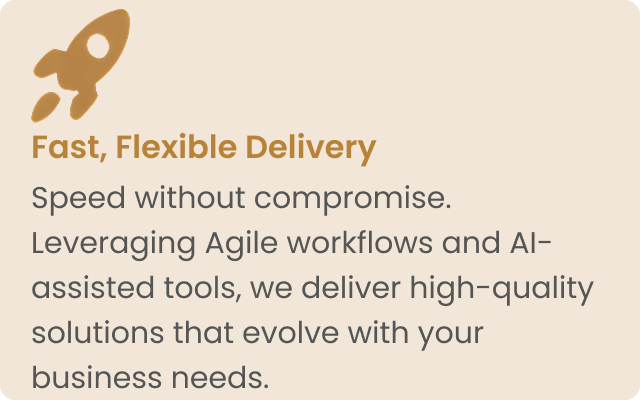 Fast, Flexible Delivery
Speed without compromise.
Leveraging Agile workflows and AI-
assisted tools, we deliver high-quality
solutions that evolve with your
business needs.